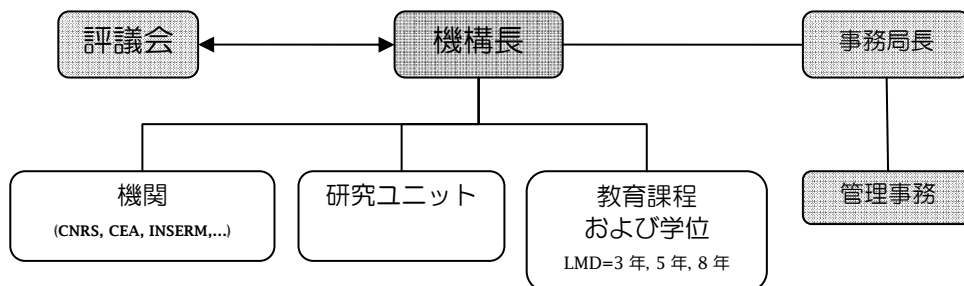 評議会
機構長
事務局長
機関
(CNRS, CEA, INSERM,…)
研究ユニット
教育課程
および学位
LMD=3 年, 5 年, 8 年
管理事務